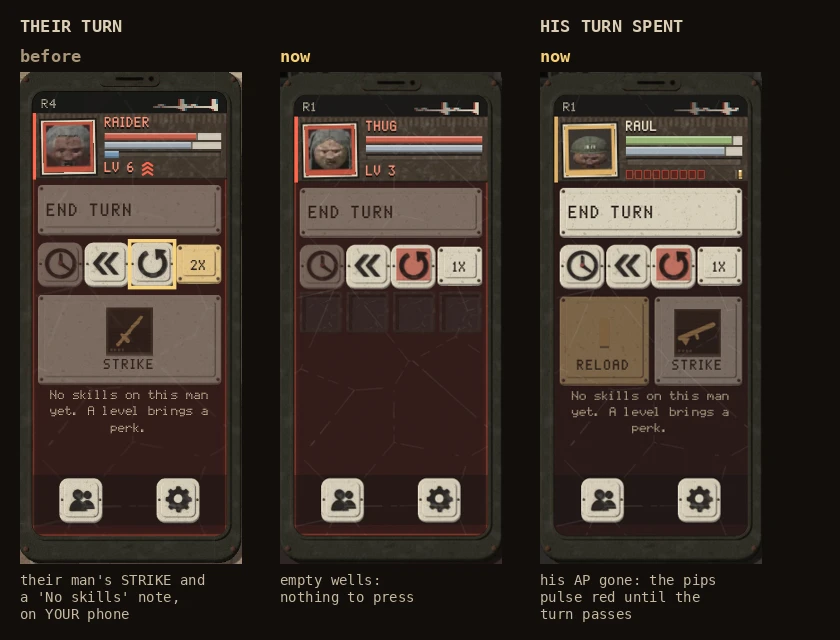 THEIR TURN
HIS TURN SPENT
before
now
now
R4
RAIDER
LV 6
END TURN
2X
STRIKE
No skills on this man
yet. A level brings a
perk.
R1
THUG
LV 3
END TURN
1X
R1
RAUL
!
END TURN
1X
RELOAD
STRIKE
No skills on this man
yet. A level brings a
perk.
their man's STRIKE and
a 'No skills' note,
on YOUR phone
empty wells:
nothing to press
his AP gone: the pips
pulse red until the
turn passes